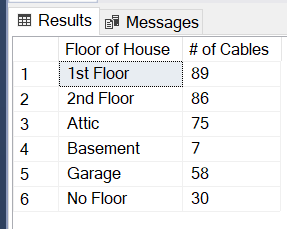 Results Messages
Floor of House # of Cables
1 1st Floor 89
2 2nd Floor 86
3 Attic 75
4 Basement 7
5 Garage 58
6 No Floor 30